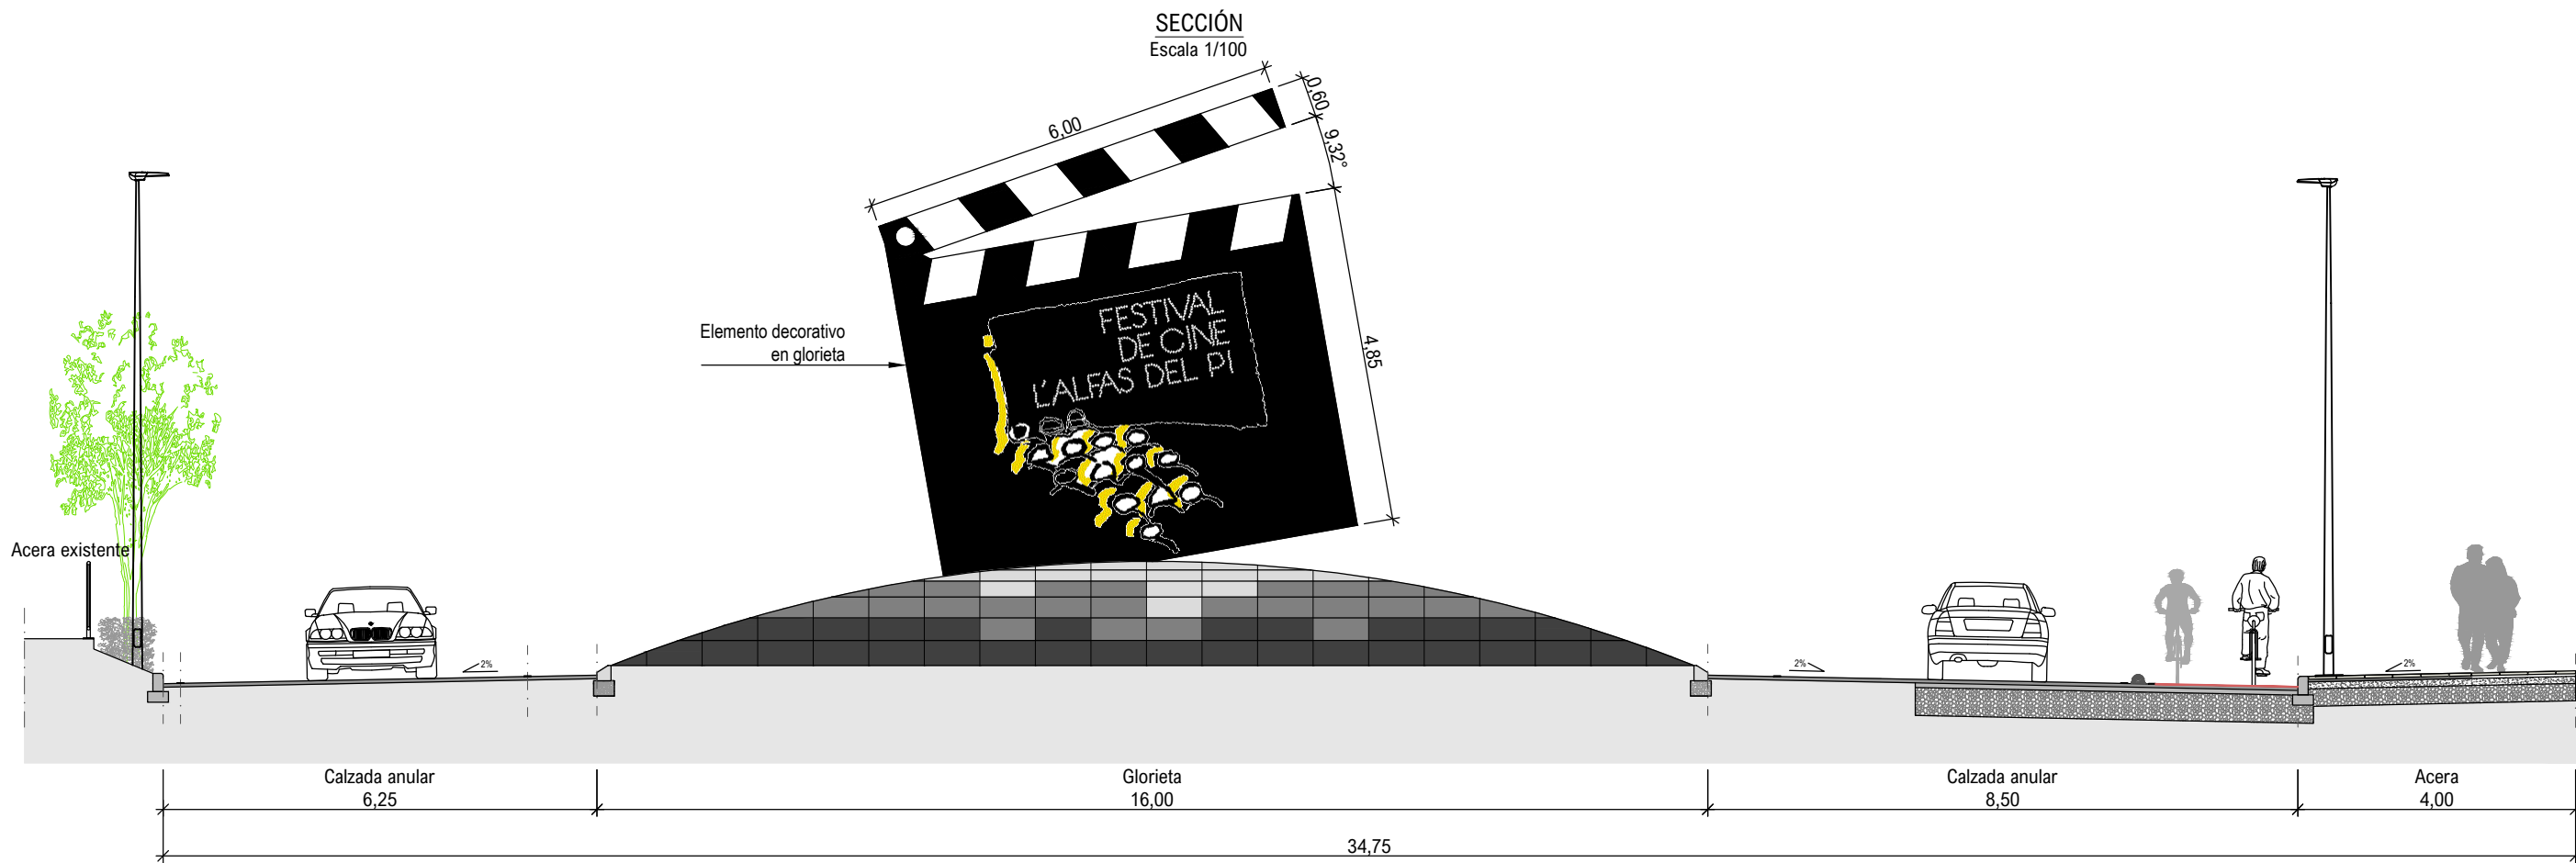 SECCIÓN
Escala 1/100
6,00
0,60
9,32°
4,85
Elemento decorativo
en glorieta
FESTIVAL
DE CINE
L'ALFAS DEL PI
Acera existente
2%
2%
2%
Calzada anular
6,25
Glorieta
16,00
Calzada anular
8,50
Acera
4,00
34,75